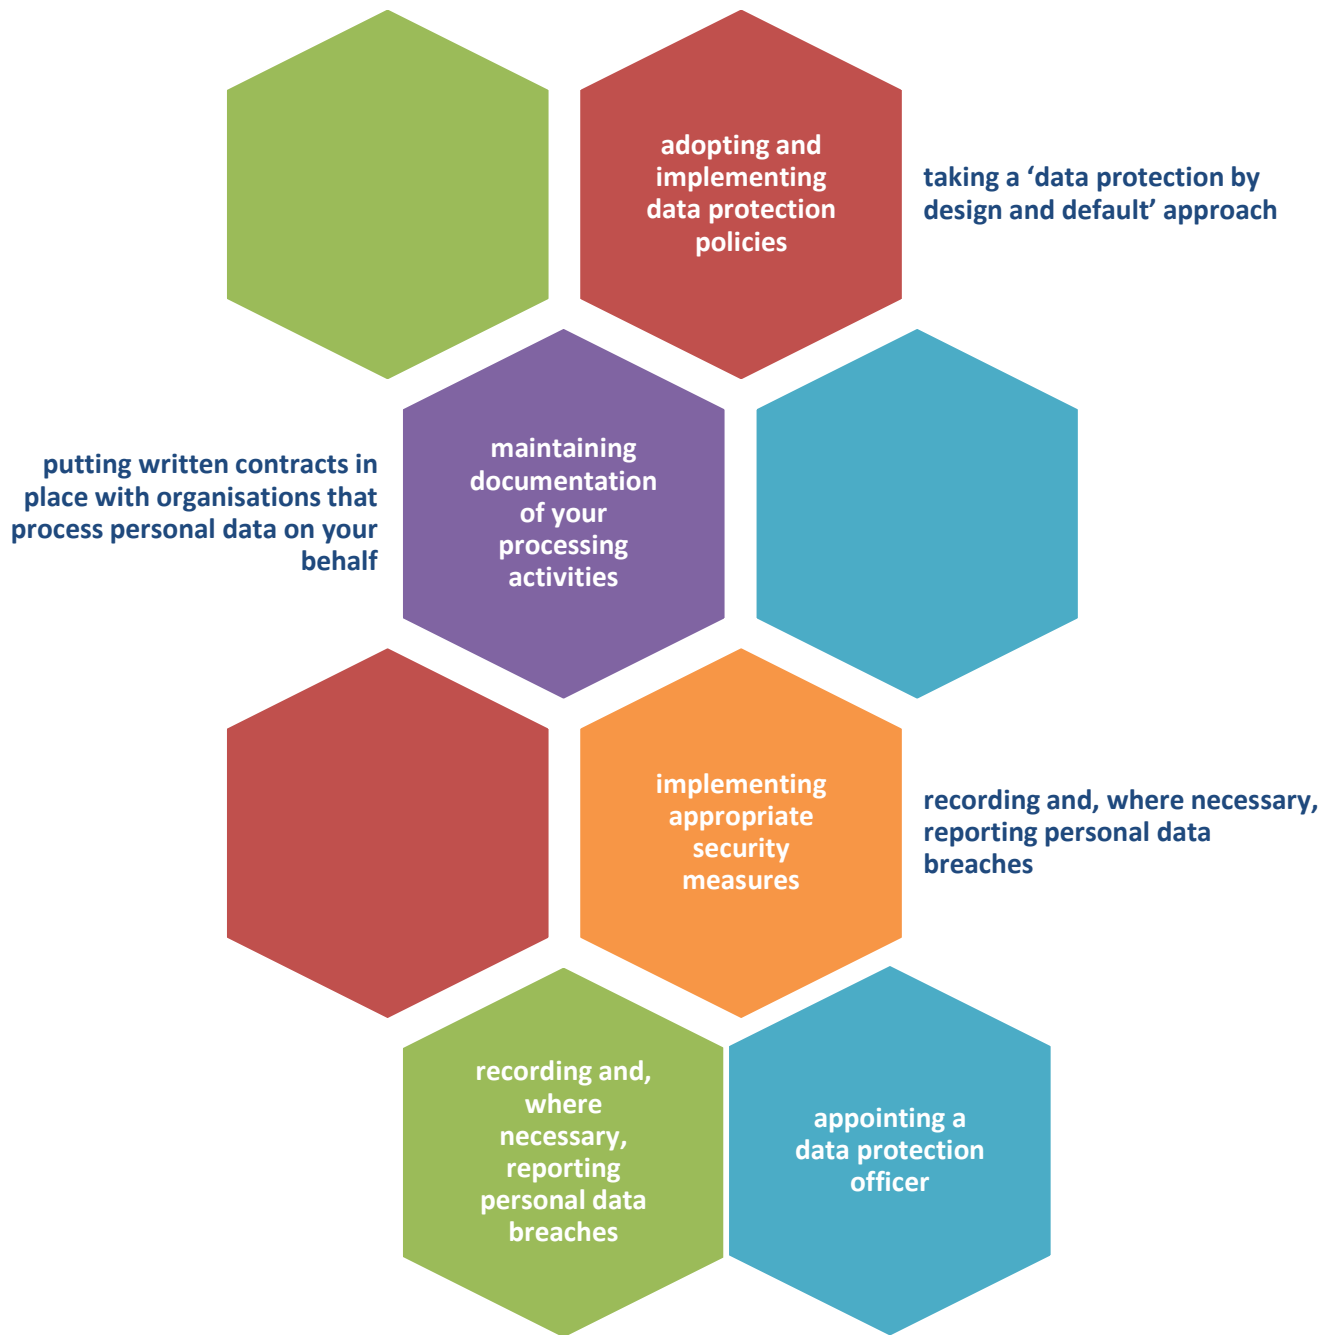 adopting and
implementing
data protection
policies
taking a ‘data protection by
design and default’ approach
putting written contracts in
place with organisations that
process personal data on your
behalf
maintaining
documentation
of your
processing
activities
implementing
appropriate
security
measures
recording and, where necessary,
reporting personal data
breaches
recording and,
where
necessary,
reporting
personal data
breaches
appointing a
data protection
officer